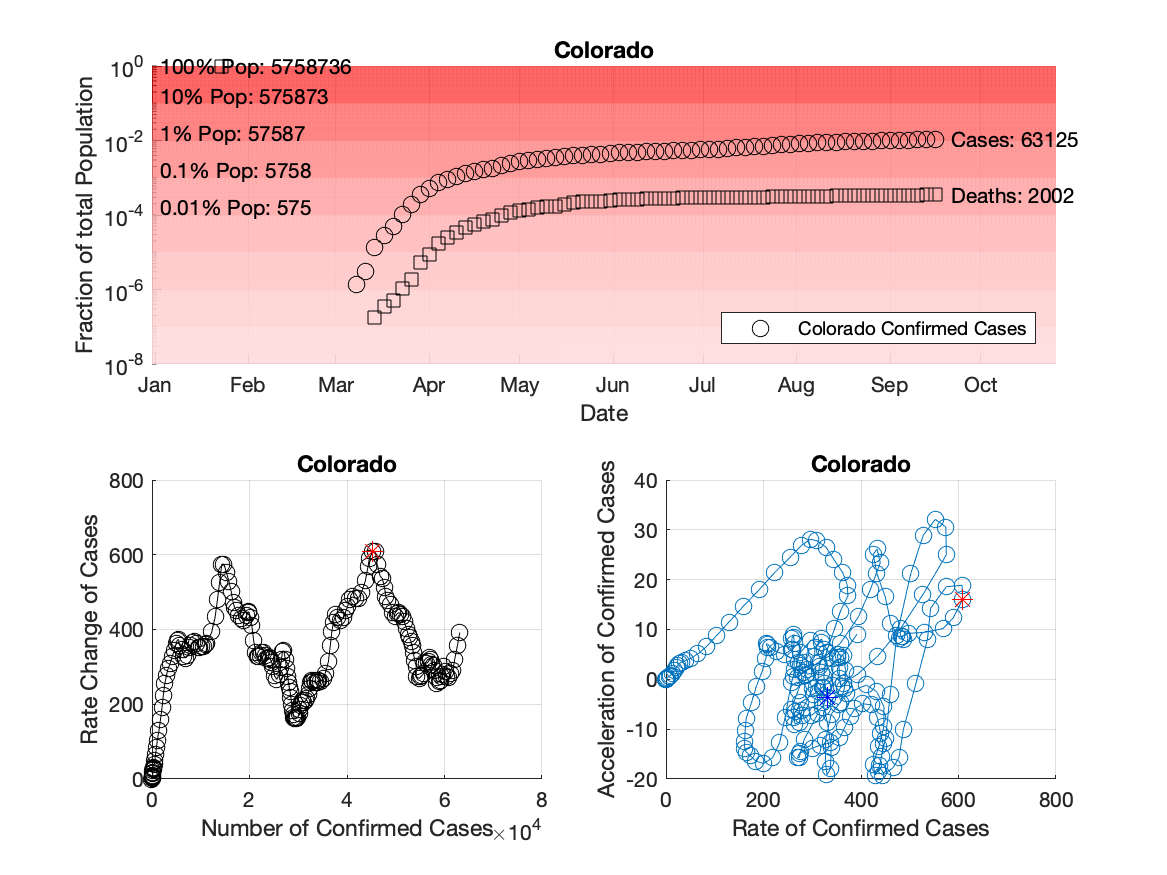 Colorado
10^0
10^-2
10^-4
10^-6
10^-8
Fraction of total Population
100% Pop: 5758736
10% Pop: 575873
1% Pop: 57587
0.1% Pop: 5758
0.01% Pop: 575
Cases: 63125
Deaths: 2002
Colorado Confirmed Cases
Jan Feb Mar Apr May Jun Jul Aug Sep Oct
Date
Colorado
800
600
400
200
0
Rate Change of Cases
0 2 4 6 8
Number of Confirmed Cases ×10^4
Colorado
40
30
20
10
0
-10
-20
Acceleration of Confirmed Cases
0 200 400 600 800
Rate of Confirmed Cases